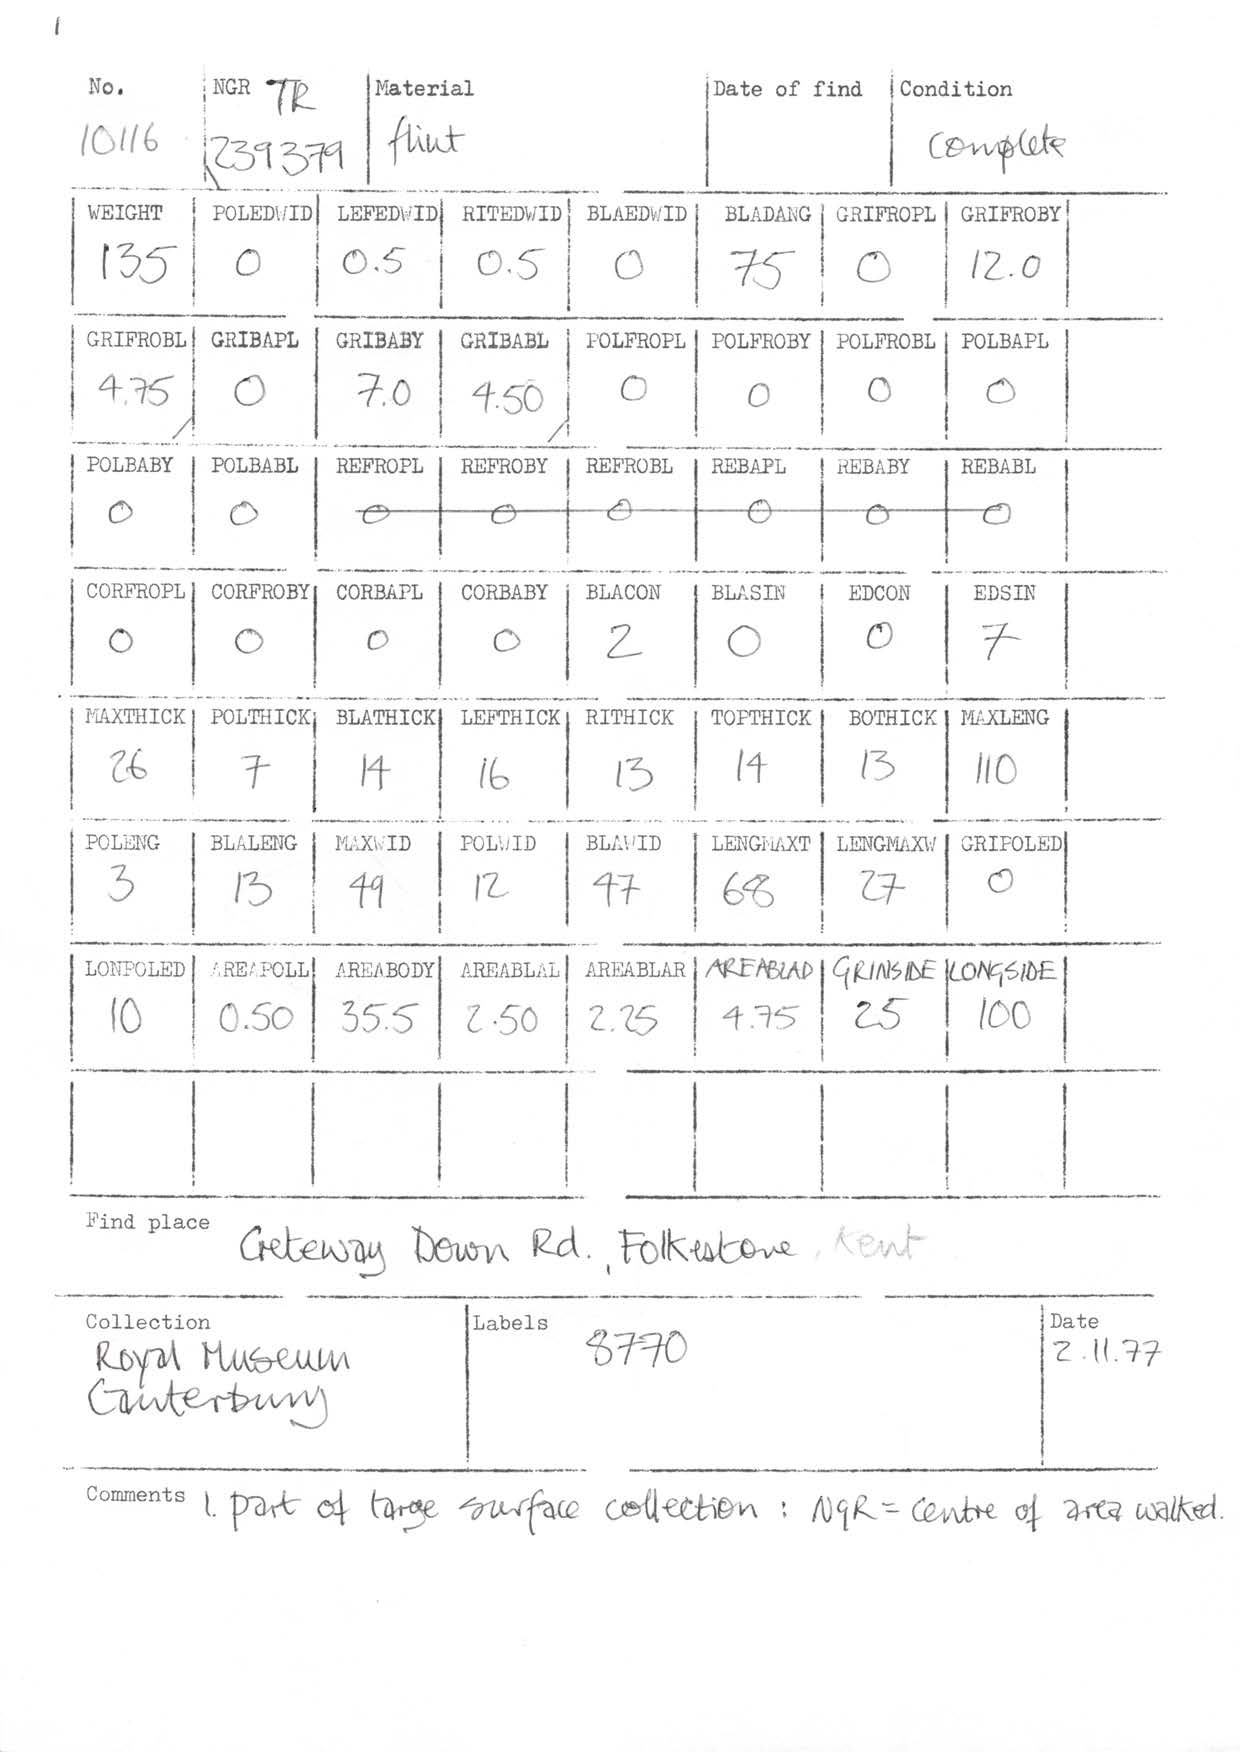 1
No. NGR TR Material Date of find Condition
10116 239379 flint complete
WEIGHT POLEDWID LEFEDWID RITEDWID BLAEDWID BLADANG GRIFROPL GRIFROBY
135 0 0.5 0.5 0 75 0 12.0
GRIFROBL GRIBAPL GRIBABY GRIBABL POLFROPL POLFROBY POLFROBL POLBAPL
4.75 0 7.0 4.50 0 0 0 0
POLBABY POLBABL REFROPL REFROBY REFROBL REBAPL REBABY REBABL
0 0 0 0 0 0 0 0
CORFROPL CORFROBY CORBAPL CORBABY BLACON BLASIN EDCON EDSIN
0 0 0 0 2 0 0 7
MAXTHICK POLTHICK BLATHICK LEFTHICK RITHICK TOPTHICK BOTHICK MAXLENG
26 7 14 16 13 14 13 110
POLENG BLALENG MAXWID POLWID BLAWID LENGMAXT LENGMAXW GRIPOLED
3 13 49 12 47 68 27 0
LONPOLED AREAPOLL AREABODY AREABLAL AREABLAR AREABLAD GRINSIDE LONGSIDE
10 0.50 35.5 2.50 2.25 4.75 25 100
Find place Creteway Down Rd., Folkestone, Kent
Collection Labels Date
Royal Museum 8770 2.11.77
Canterbury
Comments 1. part of large surface collection : NGR = centre of area walked.